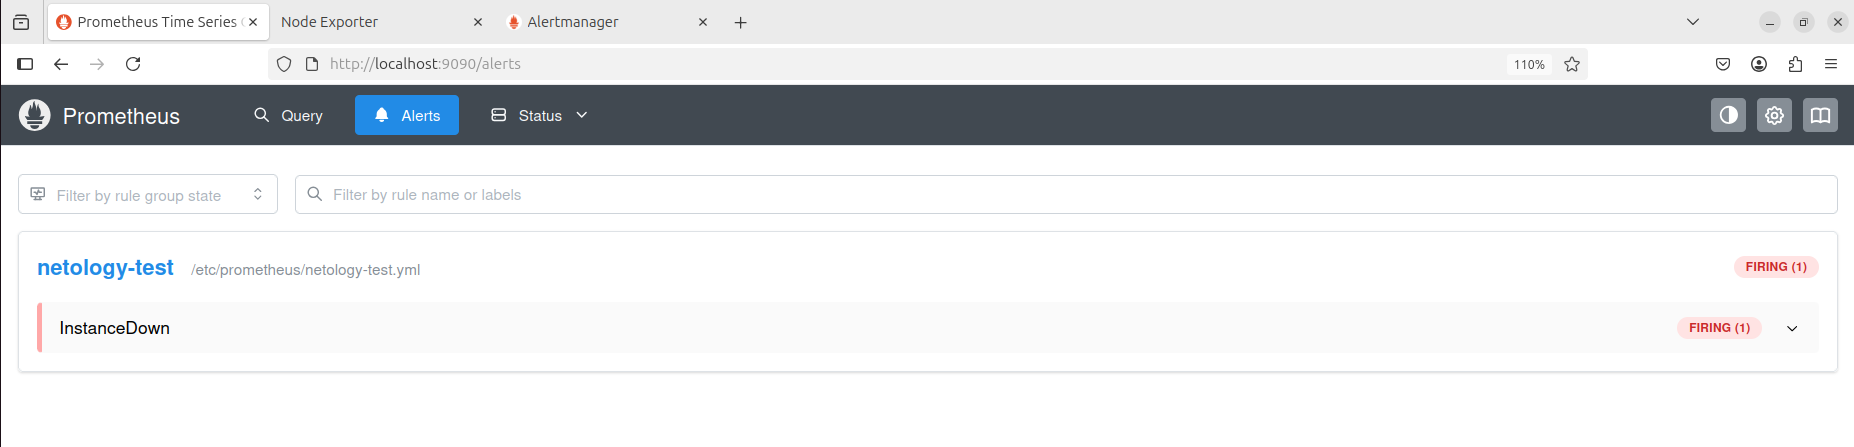 Prometheus Time Series
Node Exporter
Alertmanager
http://localhost:9090/alerts
110%
Prometheus
Query
Alerts
Status
Filter by rule group state
Filter by rule name or labels
netology-test
/etc/prometheus/netology-test.yml
FIRING (1)
InstanceDown
FIRING (1)